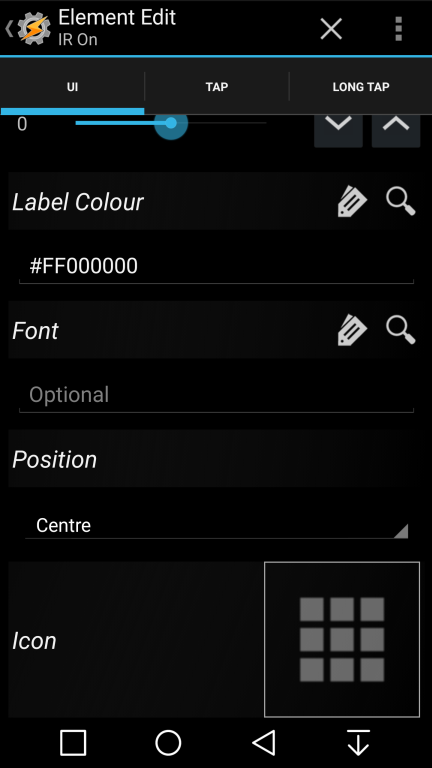 Element Edit
IR On
UI
TAP
LONG TAP
0
Label Colour
#FF000000
Font
Optional
Position
Centre
Icon